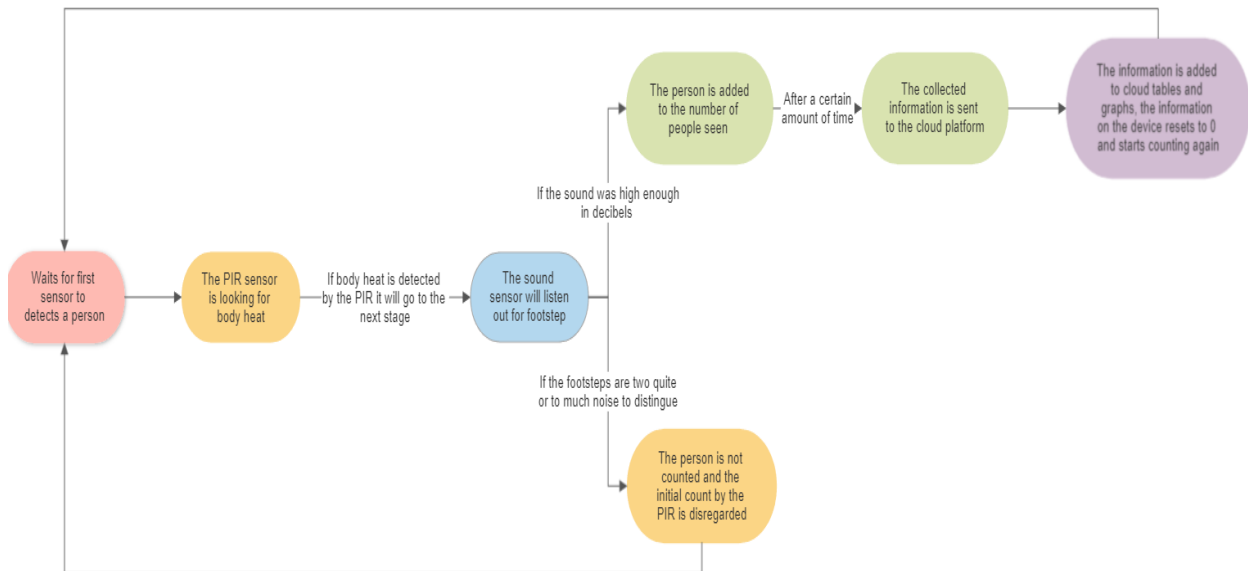 Waits for first
sensor to
detects a person
The PIR sensor
is looking for
body heat
If body heat is detected
by the PIR it will go to the
next stage
The sound
sensor will listen
out for footstep
If the sound was high enough
in decibels
The person is added
to the number of
people seen
After a certain
amount of time
The collected
information is sent
to the cloud platform
The information is added
to cloud tables and
graphs, the information
on the device resets to 0
and starts counting again
If the footsteps are two quite
or to much noise to distingue
The person is not
counted and the
initial count by the
PIR is disregarded